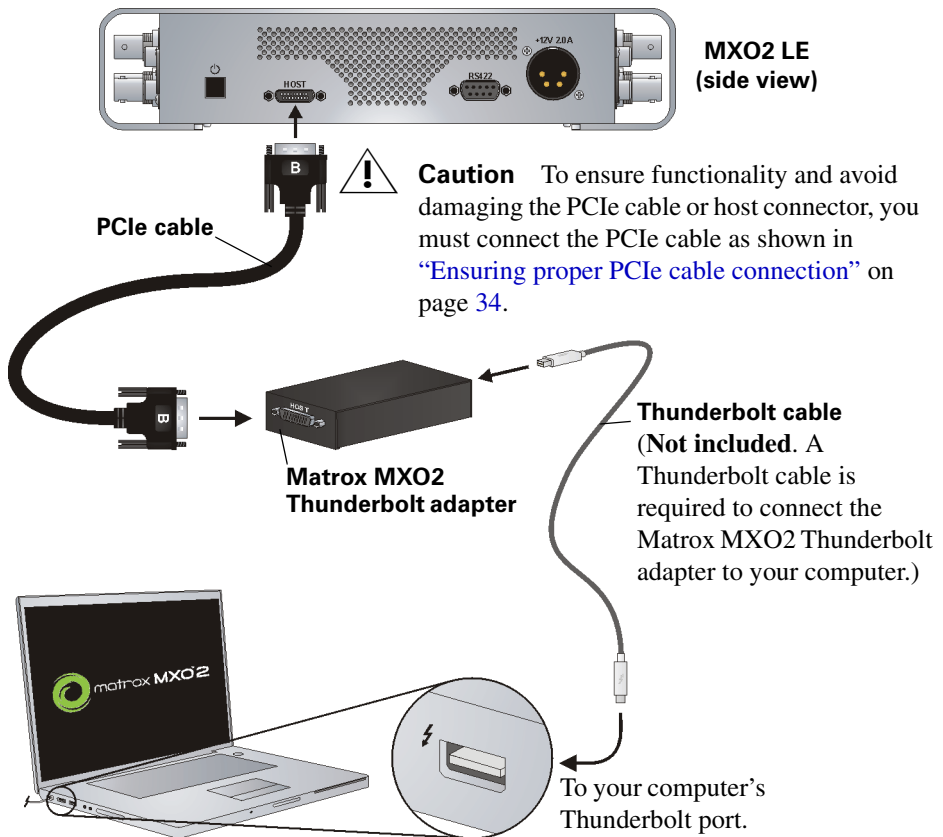 +12V 2.0A
HOST
RS422
MXO2 LE
(side view)
B
PCIe cable
Caution To ensure functionality and avoid
damaging the PCIe cable or host connector, you
must connect the PCIe cable as shown in
“Ensuring proper PCIe cable connection” on
page 34.
B
HOST
Matrox MXO2
Thunderbolt adapter
Thunderbolt cable
(Not included. A
Thunderbolt cable is
required to connect the
Matrox MXO2 Thunderbolt
adapter to your computer.)
matrox MXO2
To your computer’s
Thunderbolt port.